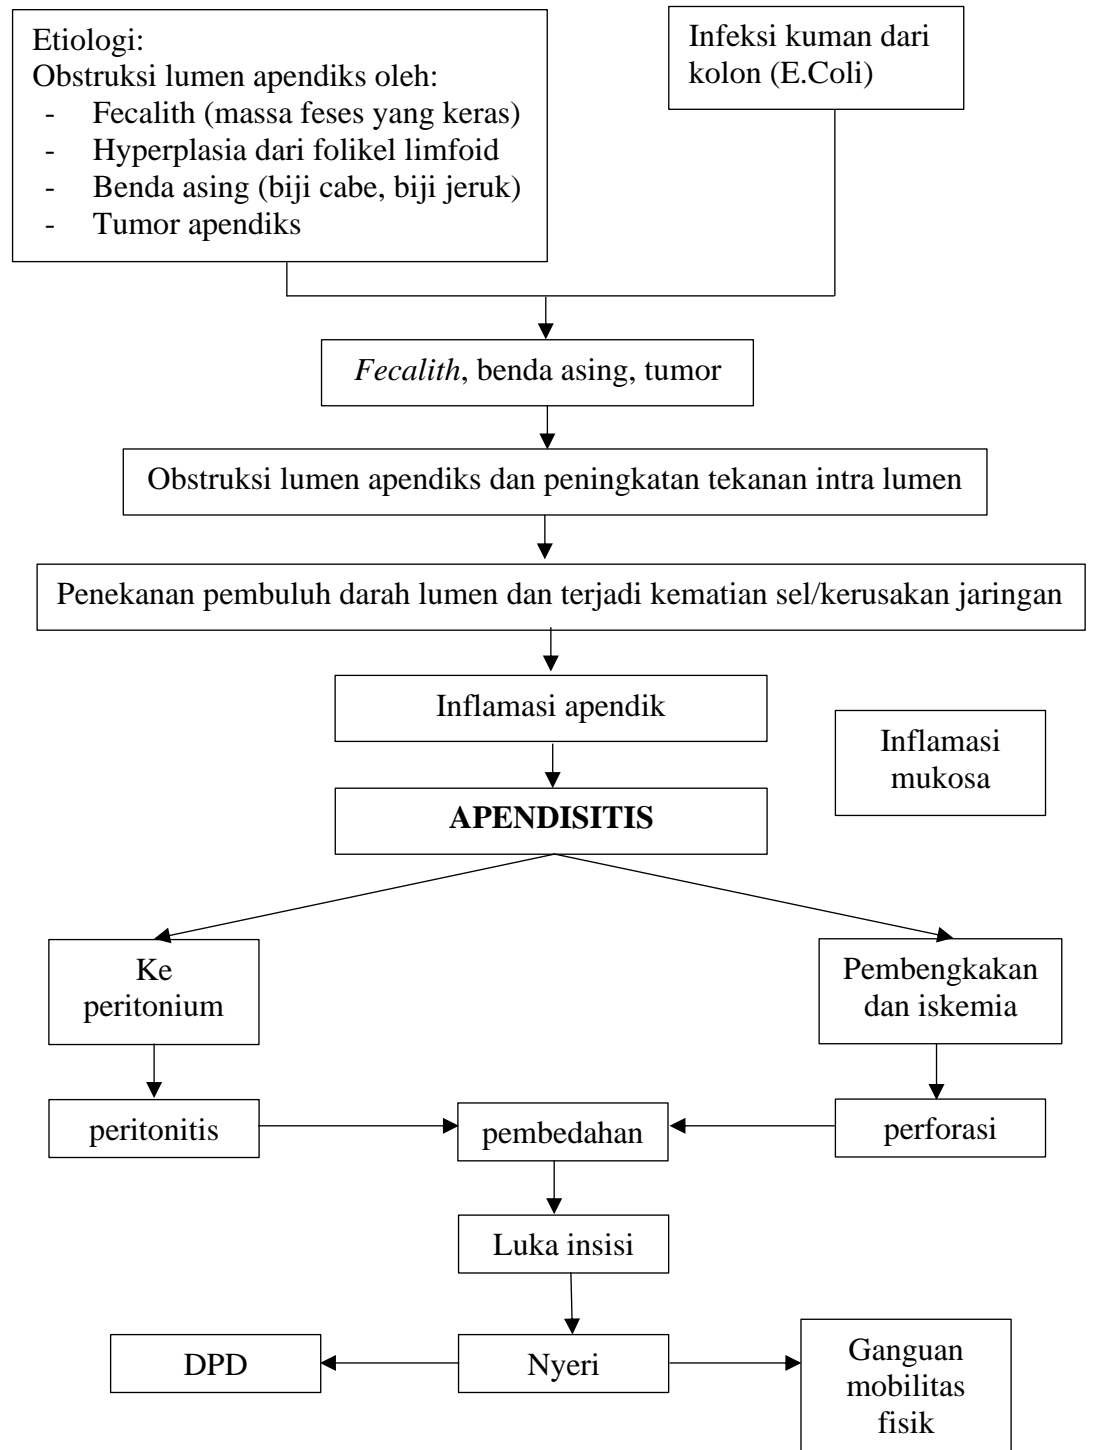 Etiologi:
Obstruksi lumen apendiks oleh:
- Fecalith (massa feses yang keras)
- Hyperplasia dari folikel limfoid
- Benda asing (biji cabe, biji jeruk)
- Tumor apendiks
Infeksi kuman dari
kolon (E.Coli)
Fecalith, benda asing, tumor
Obstruksi lumen apendiks dan peningkatan tekanan intra lumen
Penekanan pembuluh darah lumen dan terjadi kematian sel/kerusakan jaringan
Inflamasi apendik
Inflamasi
mukosa
APENDISITIS
Ke
peritonium
Pembengkakan
dan iskemia
peritonitis
pembedahan
perforasi
Luka insisi
DPD
Nyeri
Ganguan
mobilitas
fisik